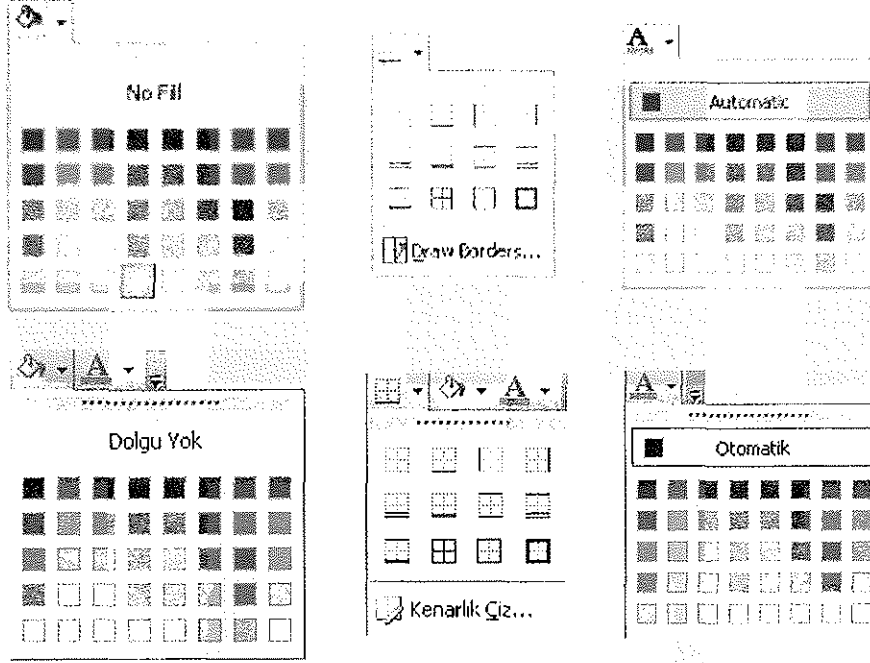 A
No Fill
Automatic
Draw Borders...
A
A
A
Dolgu Yok
Otomatik
Kenarlık Çiz...